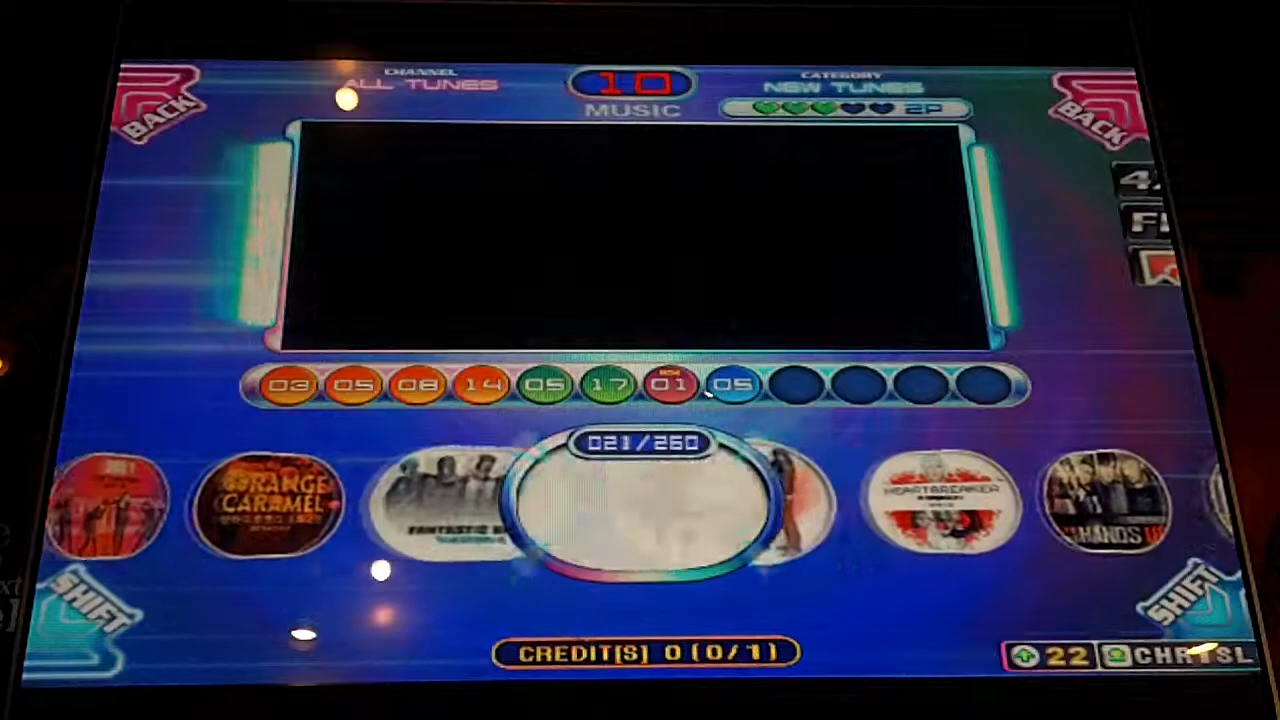 BACK
CHANNEL
ALL TUNES
10
MUSIC
CATEGORY
NEW TUNES
2P
BACK
03 05 08 14 05 17 01 05
021/260
ORANGE
CARAMEL
HEARTBREAKER
HANDS
SHIFT
SHIFT
CREDIT[S] 0(0/1)
22